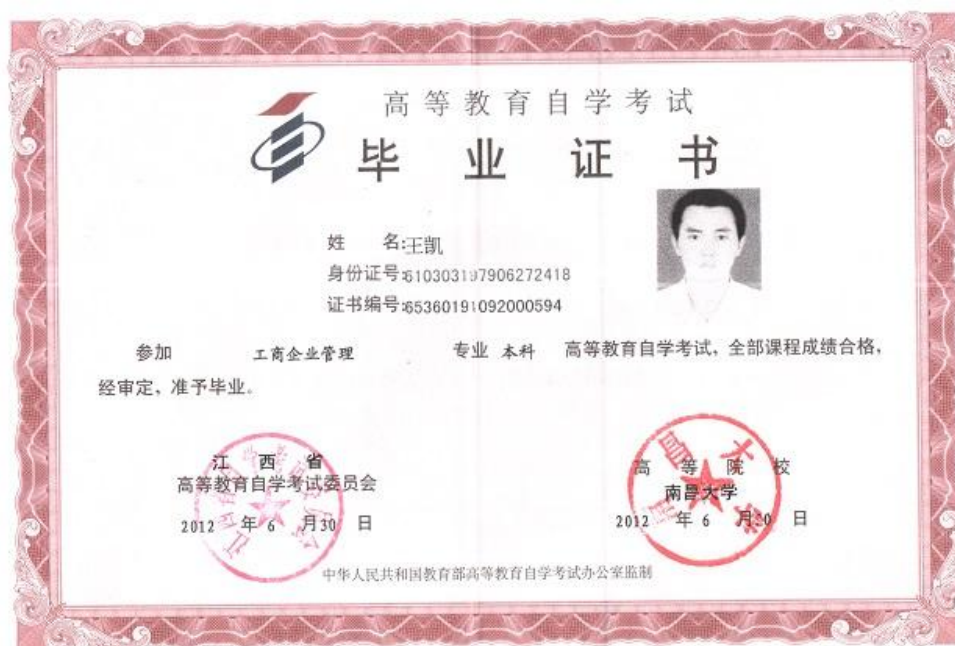 高等教育自学考试
毕业证书
姓 名:王凯
身份证号:610303197906272418
证书编号:65360191092000594
参加 工商企业管理 专业 本科 高等教育自学考试，全部课程成绩合格，
经审定，准予毕业。
江西省
高等教育自学考试委员会
2012 年 6 月30 日
高等院校
南昌大学
2012 年 6 月30 日
中华人民共和国教育部高等教育自学考试办公室监制